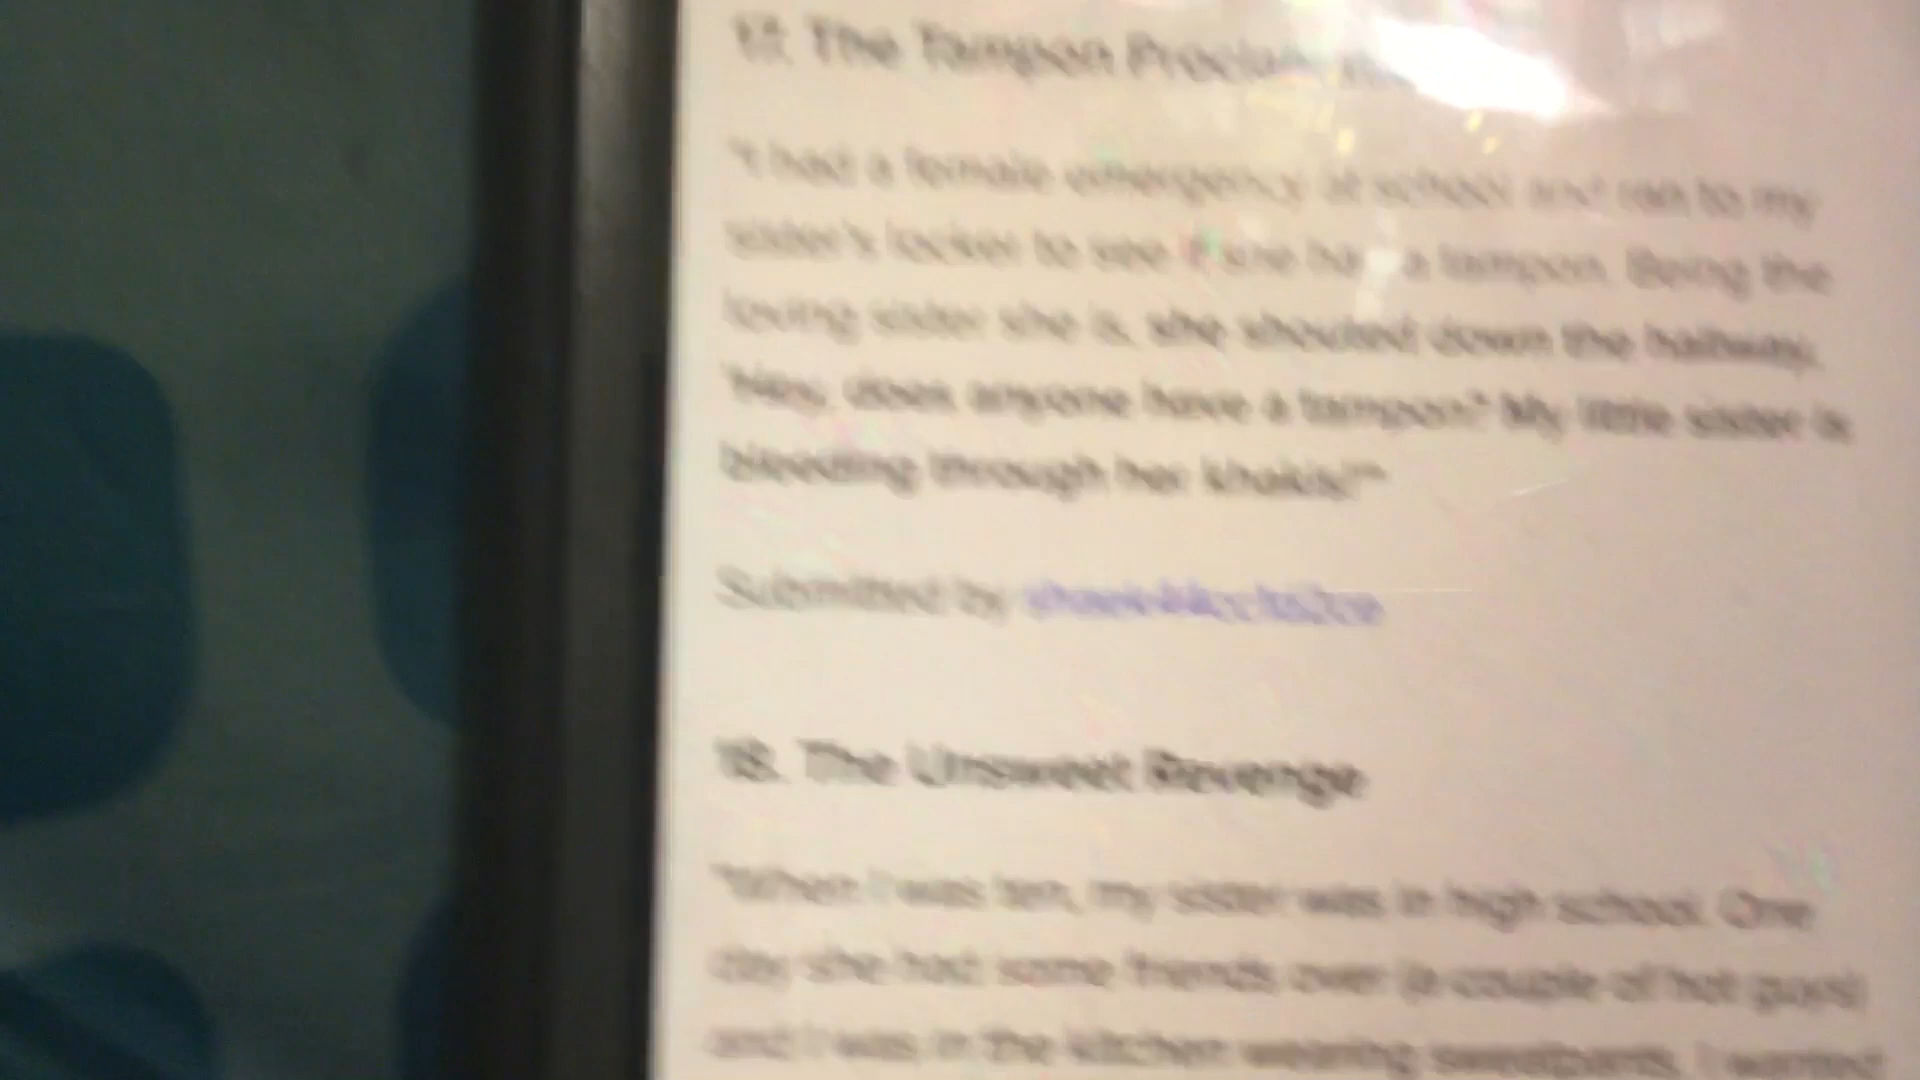 17. The Tampon
"I had a female emergency at school and ran to my
sister's locker to see if she had a tampon. Being the
loving sister she is, she shouted down the hallway,
'Hey, does anyone have a tampon? My little sister is
bleeding through her khakis!'"
Submitted by
18. The Unsweet Revenge
"When I was ten, my sister was in high school. One
day she had some friends over (a couple of hot guys)
and I was in the kitchen wearing sweatpants. I wanted